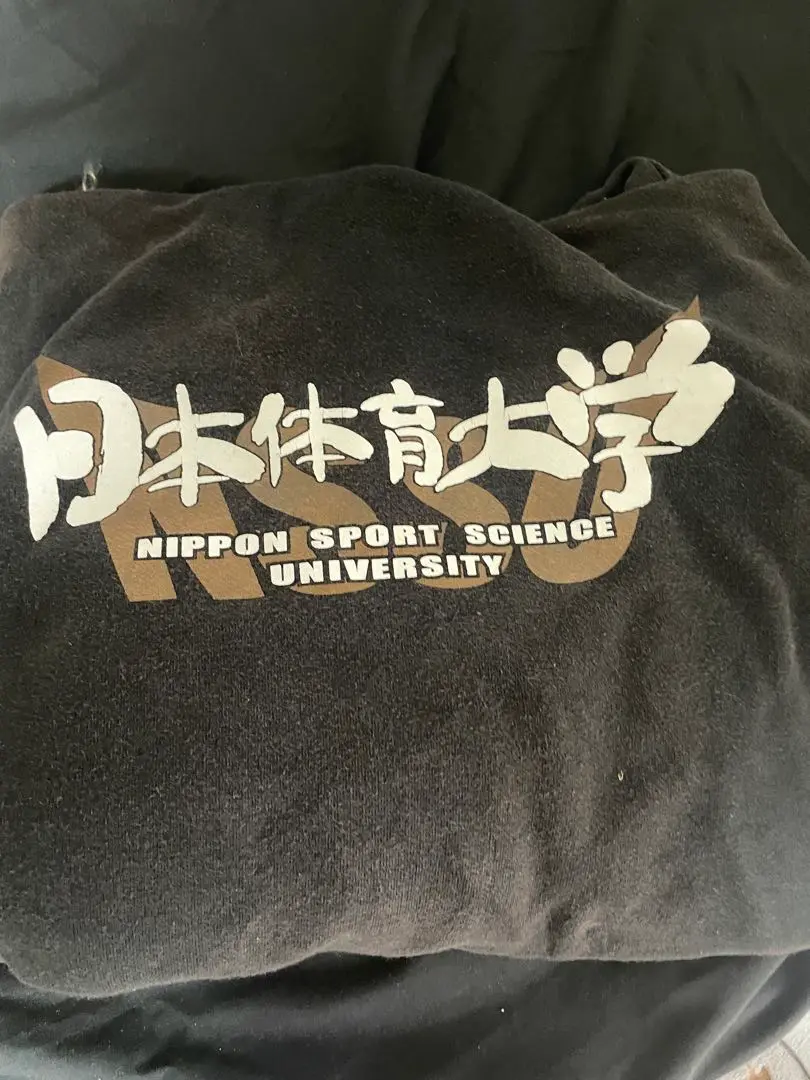 日本体育大学
NSSU
NIPPON SPORT SCIENCE
UNIVERSITY